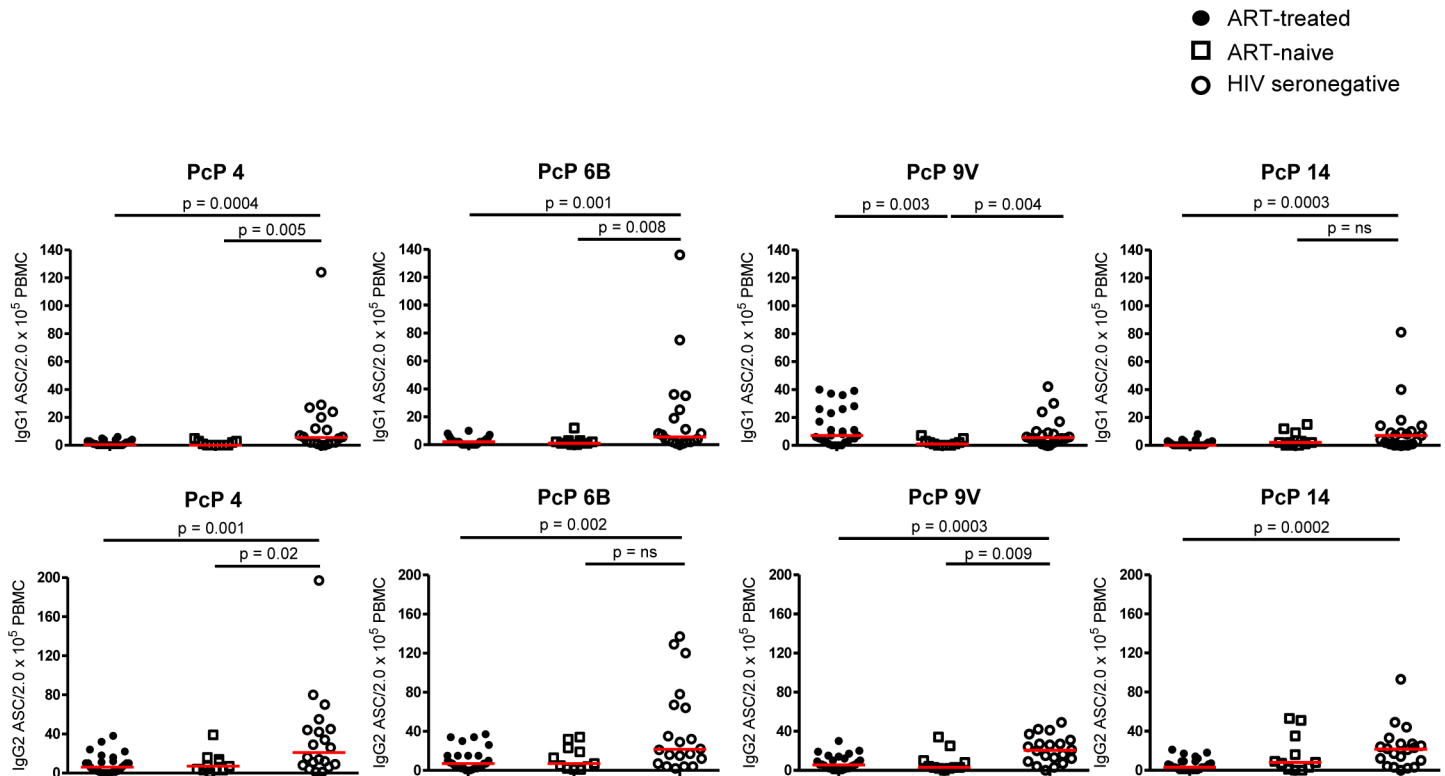 ART-treated
ART-naive
HIV seronegative
PcP 4
p = 0.0004
p = 0.005
IgG1 ASC/2.0 x 10⁵ PBMC
140
120
100
80
60
40
20
0
PcP 6B
p = 0.001
p = 0.008
IgG1 ASC/2.0 x 10⁵ PBMC
140
120
100
80
60
40
20
0
PcP 9V
p = 0.003
p = 0.004
IgG1 ASC/2.0 x 10⁵ PBMC
140
120
100
80
60
40
20
0
PcP 14
p = 0.0003
p = ns
IgG1 ASC/2.0 x 10⁵ PBMC
140
120
100
80
60
40
20
0
PcP 4
p = 0.001
p = 0.02
IgG2 ASC/2.0 x 10⁵ PBMC
200
160
120
80
40
0
PcP 6B
p = 0.002
p = ns
IgG2 ASC/2.0 x 10⁵ PBMC
200
160
120
80
40
0
PcP 9V
p = 0.0003
p = 0.009
IgG2 ASC/2.0 x 10⁵ PBMC
200
160
120
80
40
0
PcP 14
p = 0.0002
IgG2 ASC/2.0 x 10⁵ PBMC
200
160
120
80
40
0